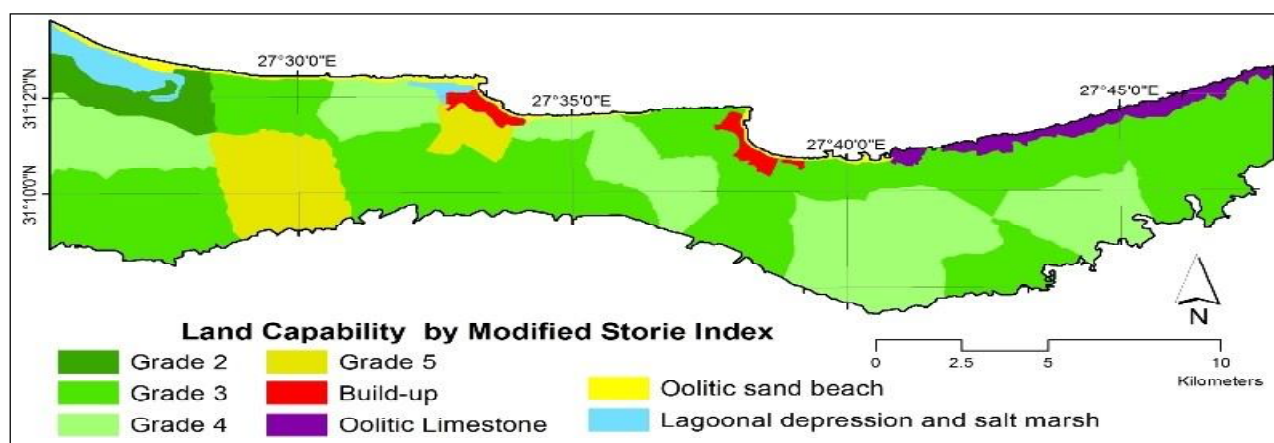 27°30'0"E
27°35'0"E
27°40'0"E
27°45'0"E
31°12'0"N
31°10'0"N
N
Land Capability by Modified Storie Index
Grade 2
Grade 3
Grade 4
Grade 5
Build-up
Oolitic Limestone
Oolitic sand beach
Lagoonal depression and salt marsh
0 2.5 5 10
Kilometers